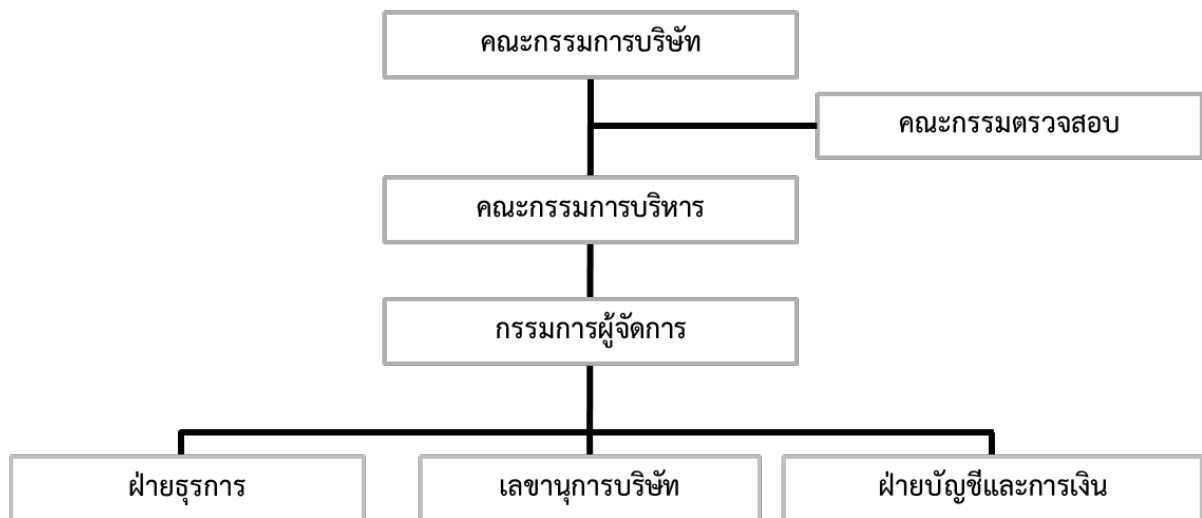 คณะกรรมการบริษัท
คณะกรรมตรวจสอบ
คณะกรรมการบริหาร
กรรมการผู้จัดการ
ฝ่ายธุรการ
เลขานุการบริษัท
ฝ่ายบัญชีและการเงิน